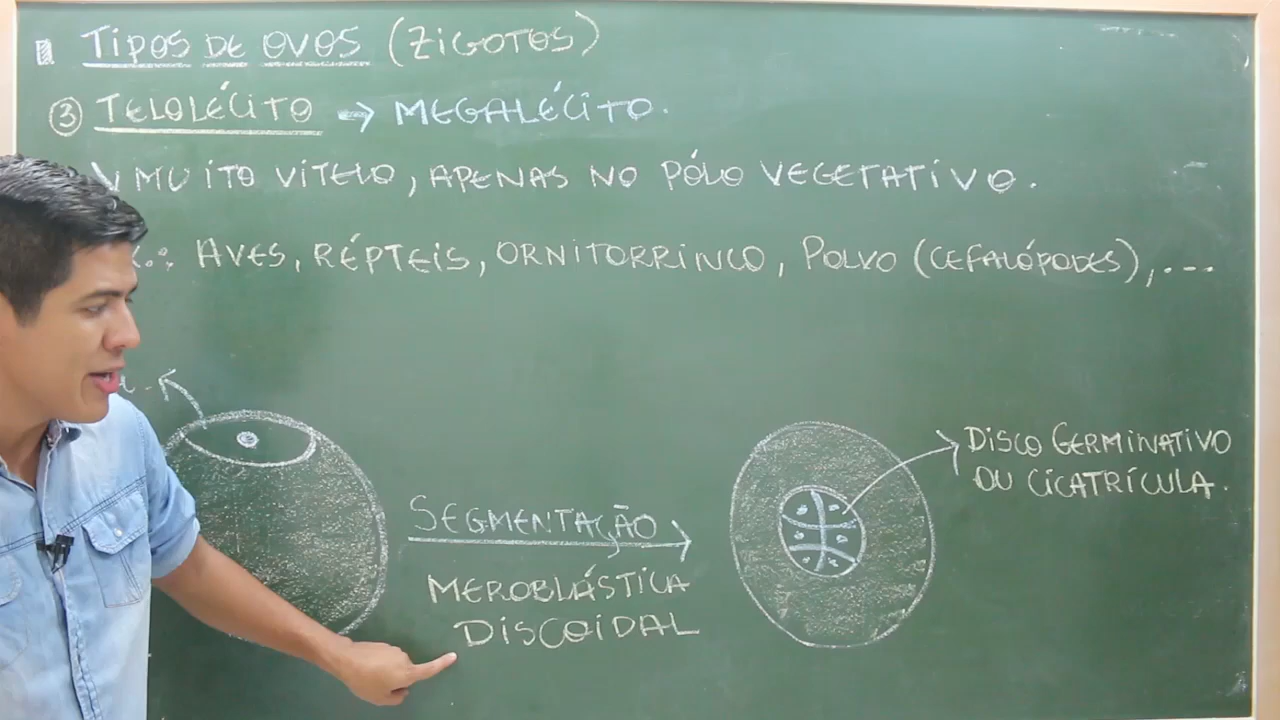 TIPOS DE OVOS (ZIGOTOS)
③ TELOLÉCITO → MEGALÉCITO.
MUITO VITELO, APENAS NO PÓLO VEGETATIVO.
AVES, RÉPTEIS, ORNITORRINCO, POLVO (CEFALÓPODES), ...
DISCO GERMINATIVO
OU CICATRÍCULA.
SEGMENTAÇÃO
MEROBLÁSTICA
DISCOIDAL